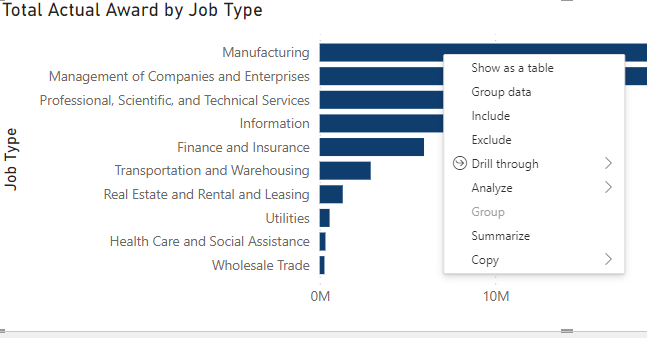 Total Actual Award by Job Type
Job Type
Manufacturing
Management of Companies and Enterprises
Professional, Scientific, and Technical Services
Information
Finance and Insurance
Transportation and Warehousing
Real Estate and Rental and Leasing
Utilities
Health Care and Social Assistance
Wholesale Trade
0M
10M
Show as a table
Group data
Include
Exclude
Drill through
Analyze
Group
Summarize
Copy